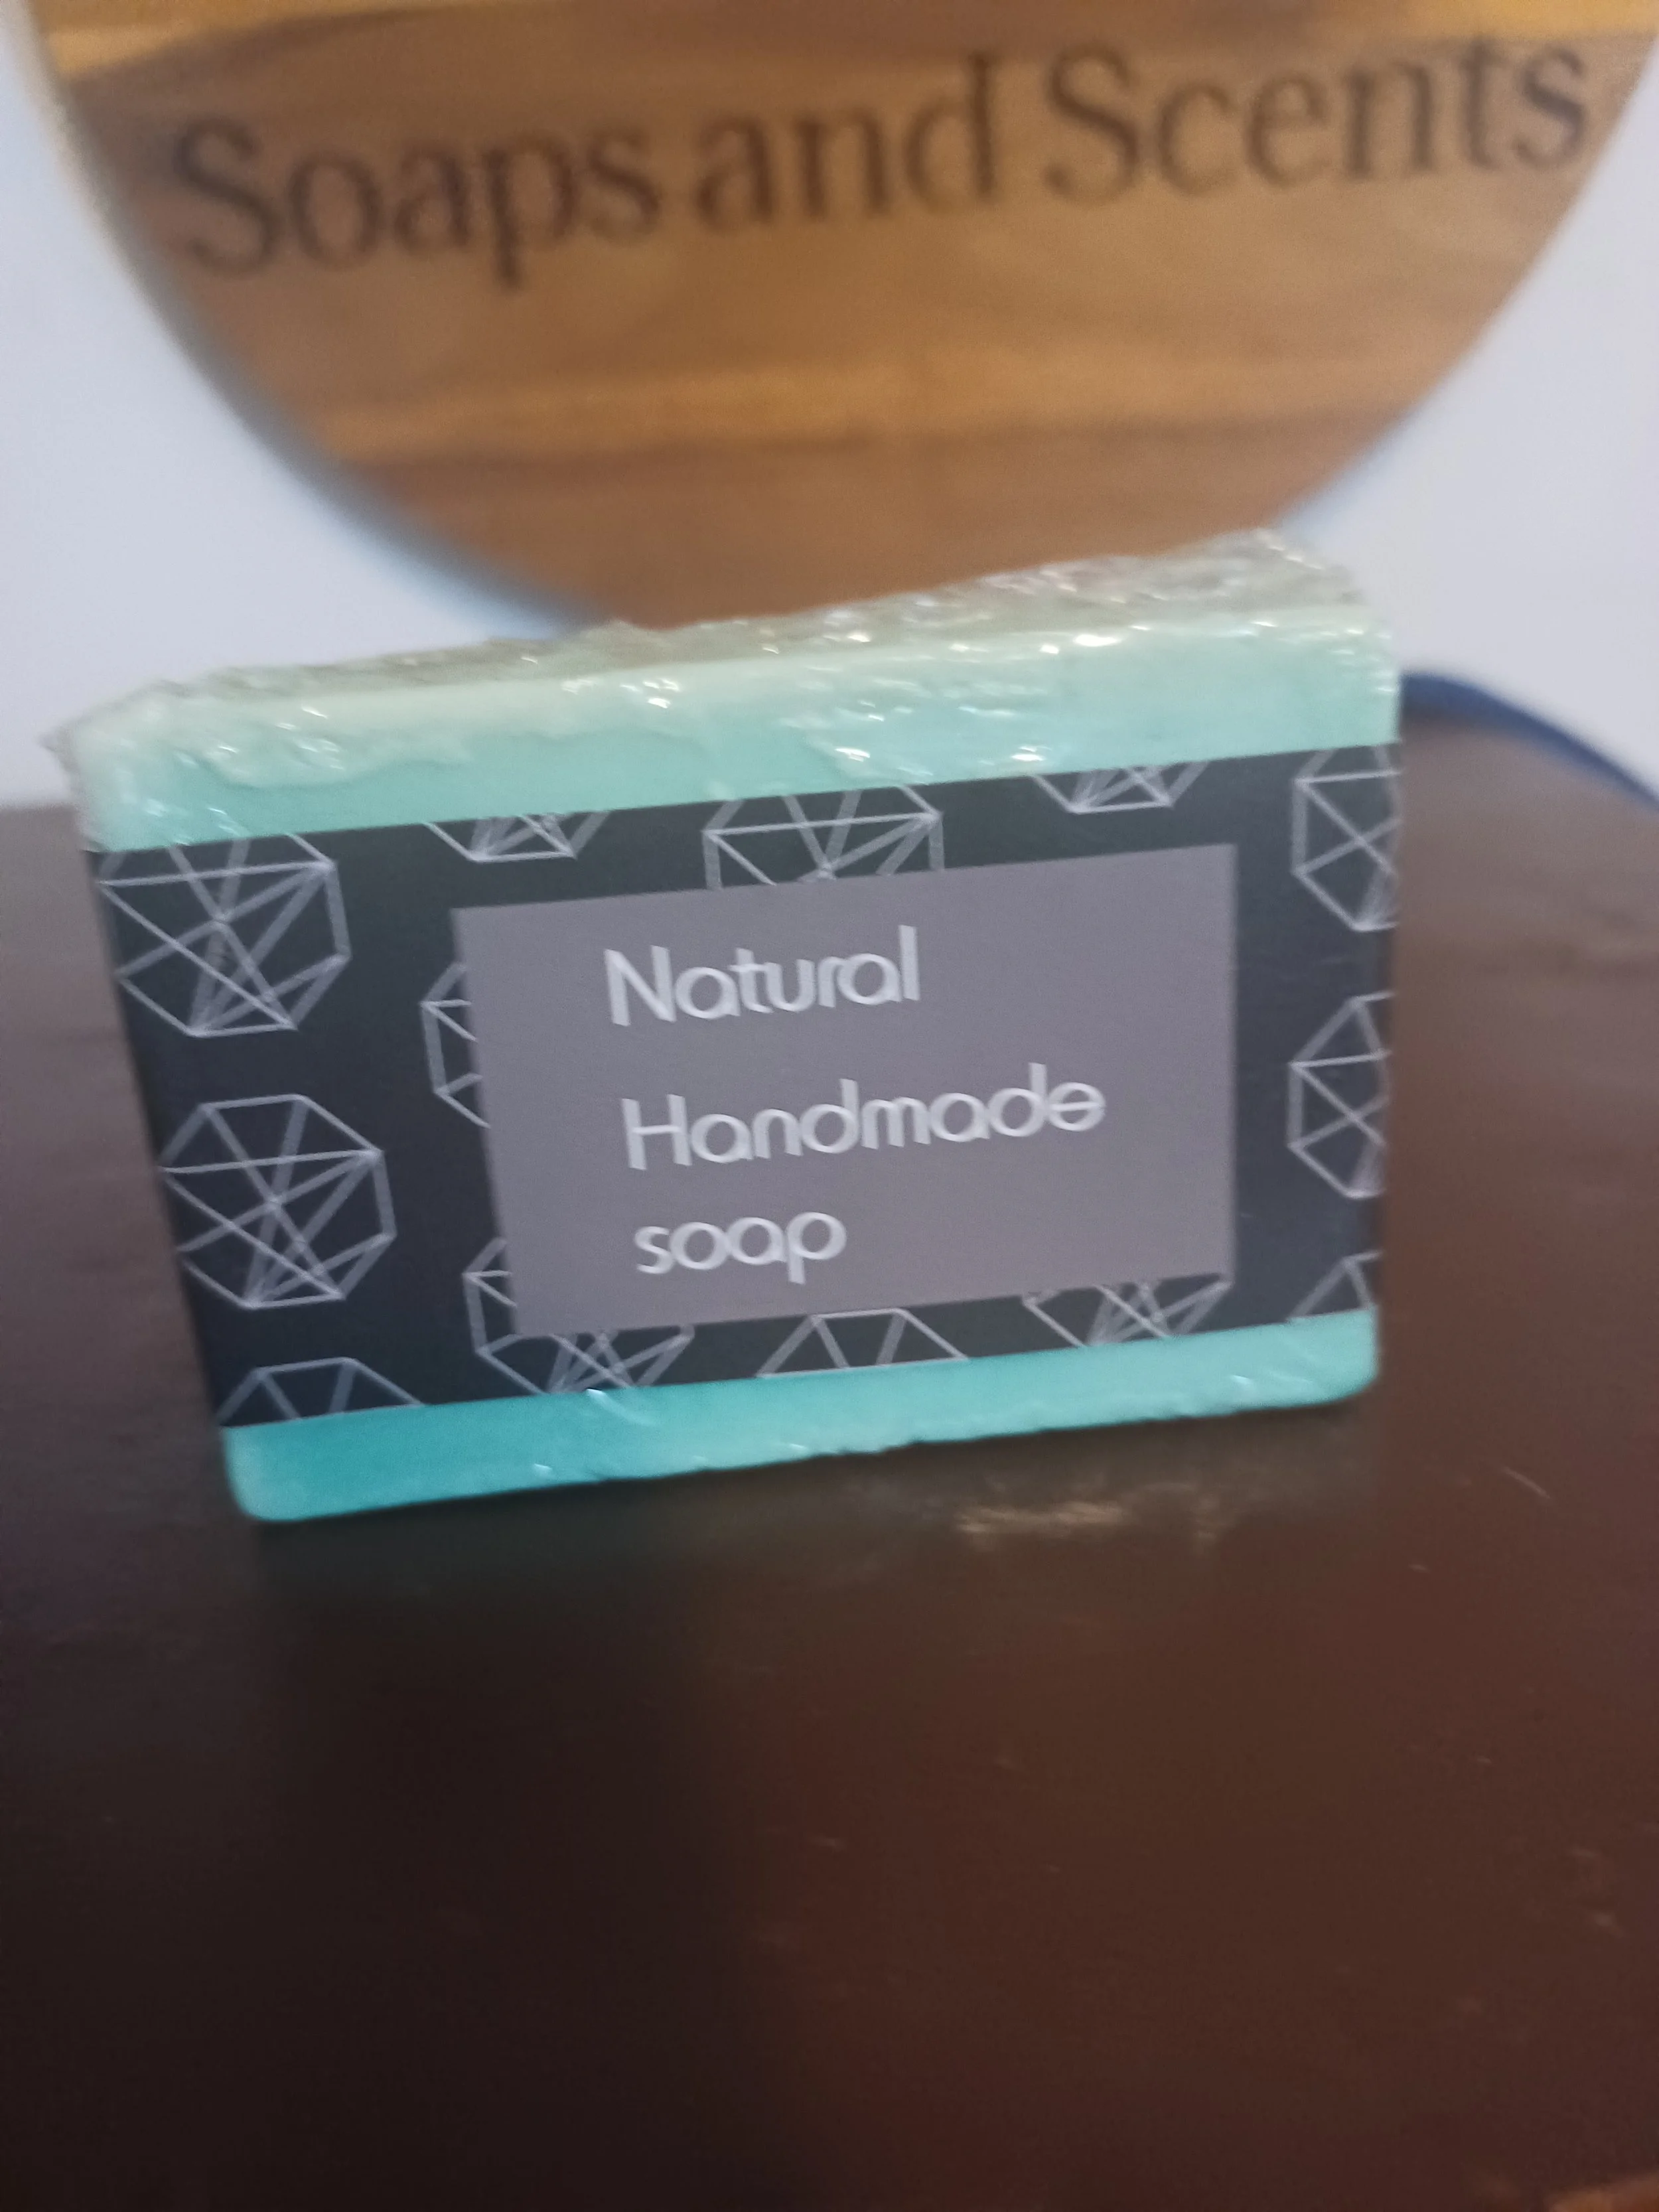 Soaps and Scents
Natural
Handmade
soap